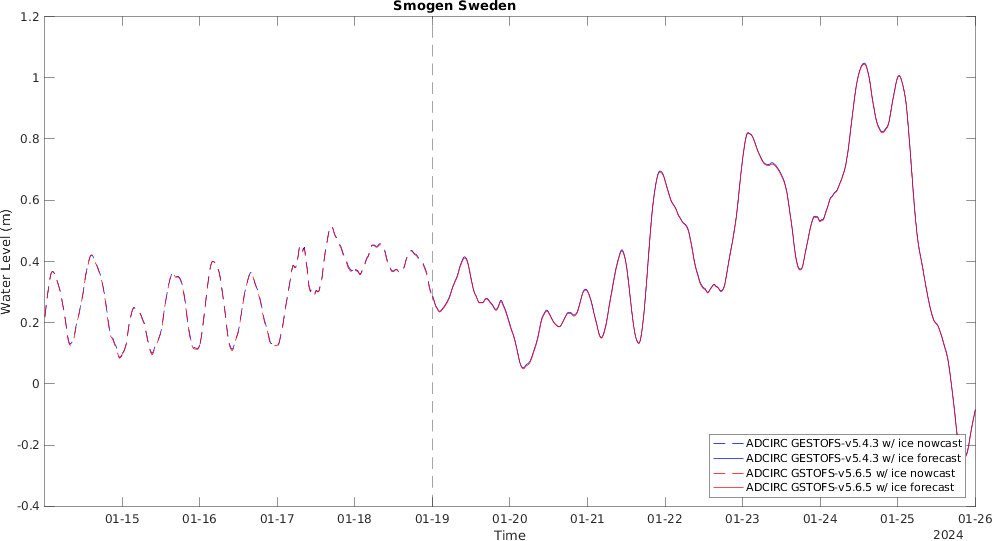 Smogen Sweden
1.2
1
0.8
0.6
0.4
0.2
0
-0.2
-0.4
Water Level (m)
ADCIRC GESTOFS-v5.4.3 w/ ice nowcast
ADCIRC GESTOFS-v5.4.3 w/ ice forecast
ADCIRC GSTOFS-v5.6.5 w/ ice nowcast
ADCIRC GSTOFS-v5.6.5 w/ ice forecast
01-15 01-16 01-17 01-18 01-19 01-20 01-21 01-22 01-23 01-24 01-25 01-26
Time
2024